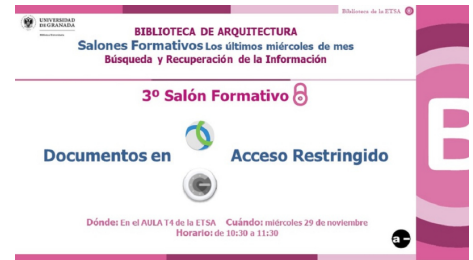 Biblioteca de la ETSA
UNIVERSIDAD
DE GRANADA
BIBLIOTECA DE ARQUITECTURA
Salones Formativos Los últimos miércoles de mes
Búsqueda y Recuperación de la Información
3º Salón Formativo
Documentos en Acceso Restringido
Dónde: En el AULA T4 de la ETSA Cuándo: miércoles 29 de noviembre
Horario: de 10:30 a 11:30
a-
B